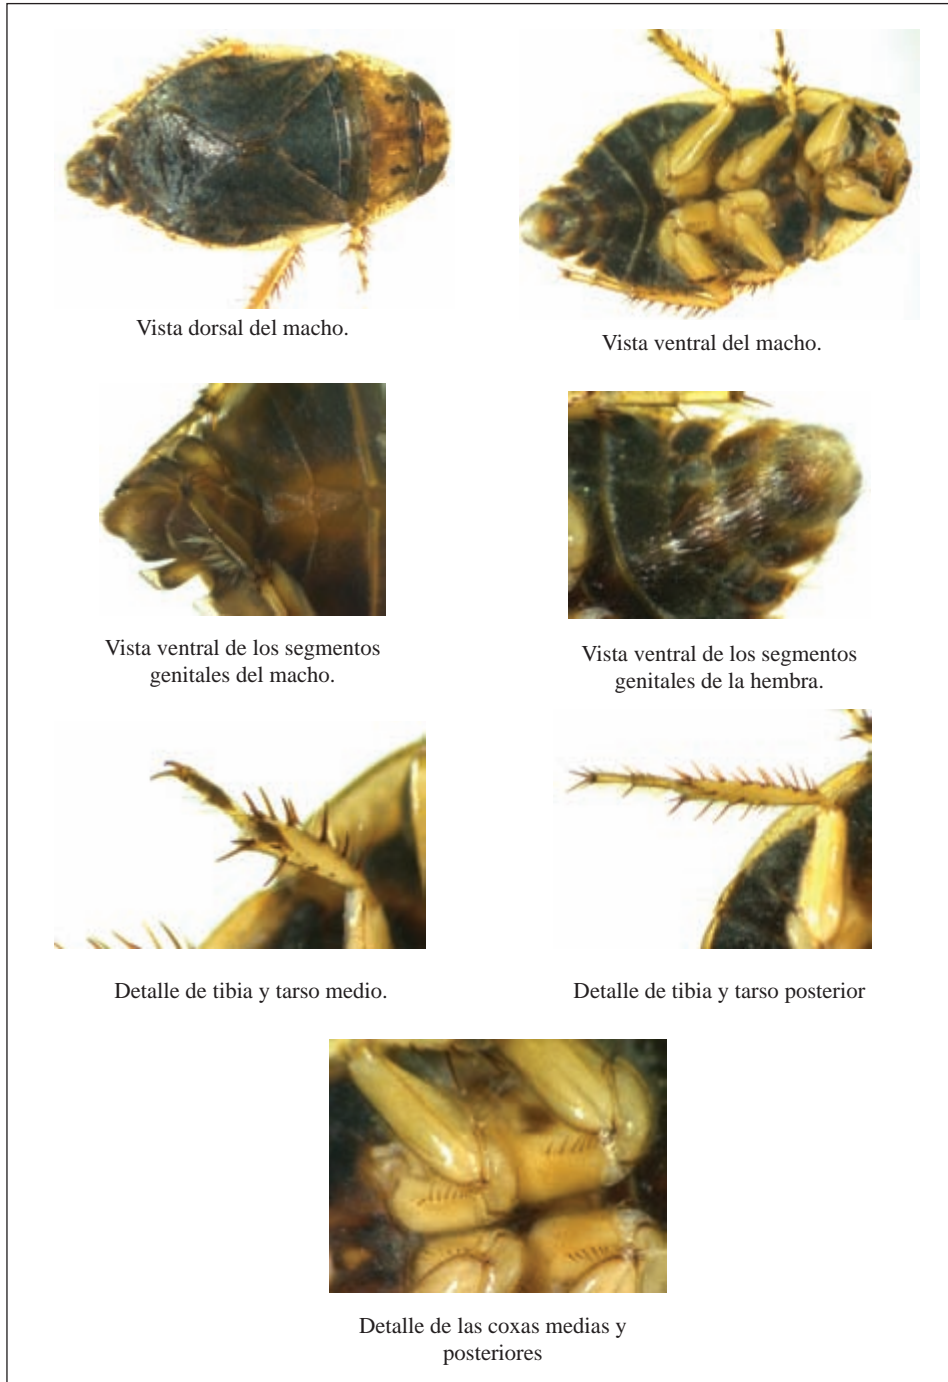 Vista dorsal del macho.
Vista ventral del macho.
Vista ventral de los segmentos
genitales del macho.
Vista ventral de los segmentos
genitales de la hembra.
Detalle de tibia y tarso medio.
Detalle de tibia y tarso posterior
Detalle de las coxas medias y
posteriores